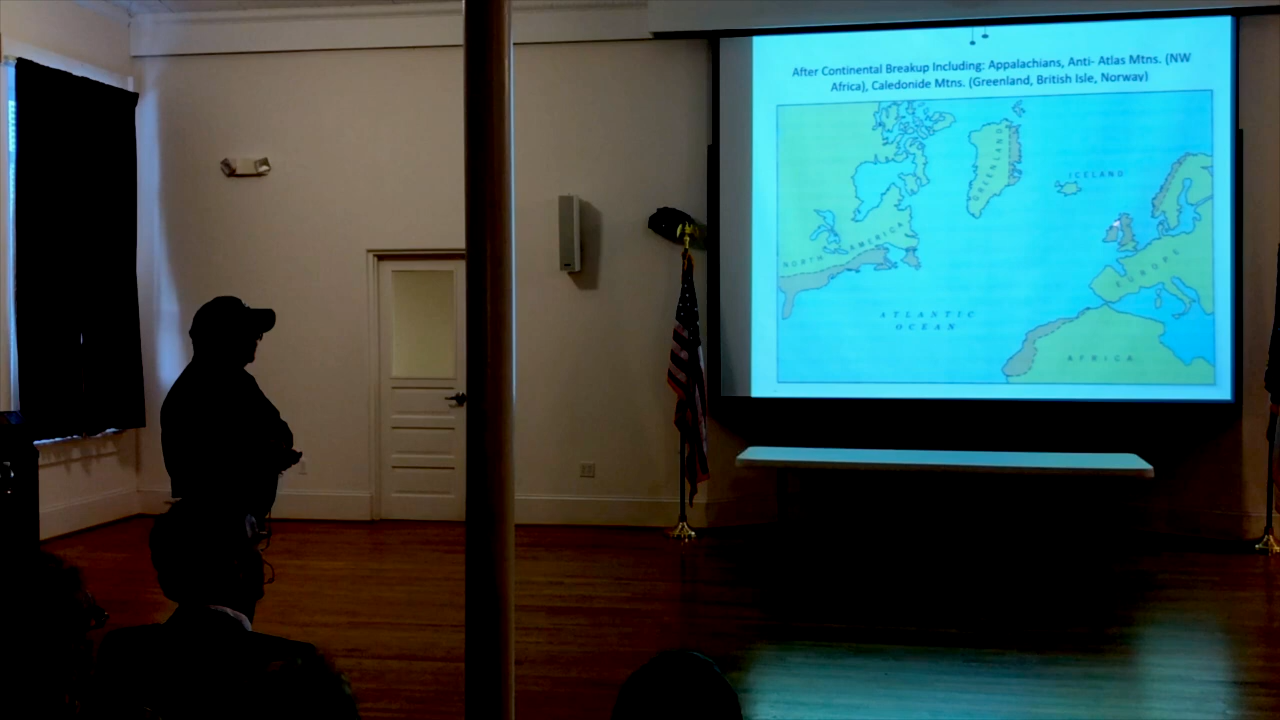 After Continental Breakup Including: Appalachians, Anti- Atlas Mtns. (NW
Africa), Caledonide Mtns. (Greenland, British Isle, Norway)
GREENLAND
ICELAND
NORTH AMERICA
EUROPE
ATLANTIC
OCEAN
AFRICA